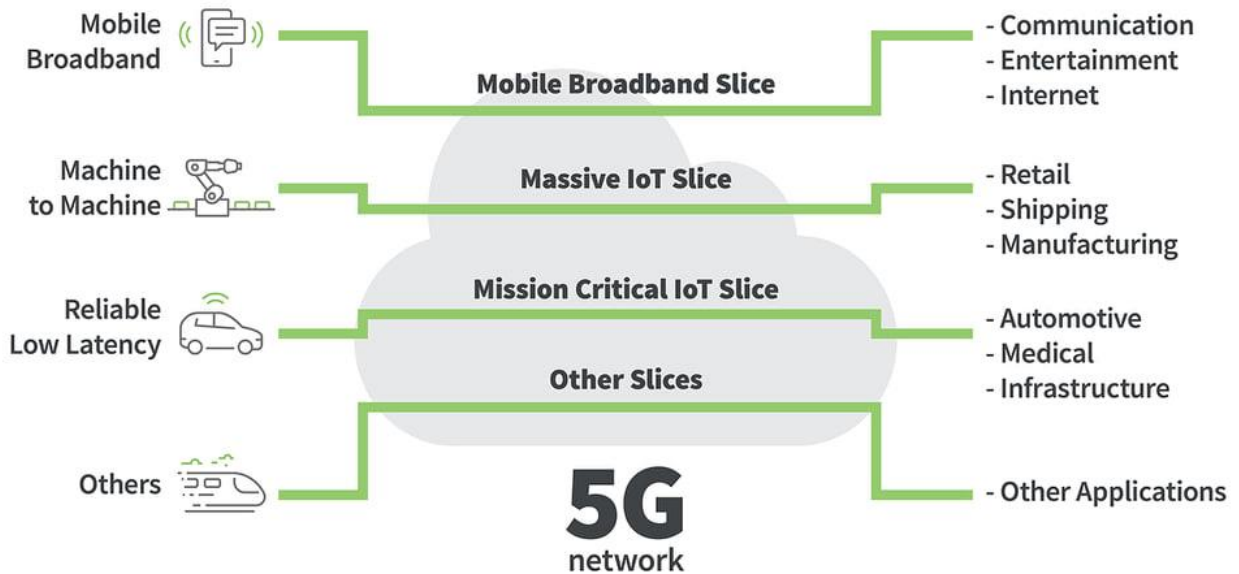 Mobile
Broadband
Mobile Broadband Slice
- Communication
- Entertainment
- Internet
Machine
to Machine
Massive IoT Slice
- Retail
- Shipping
- Manufacturing
Reliable
Low Latency
Mission Critical IoT Slice
- Automotive
- Medical
- Infrastructure
Others
Other Slices
- Other Applications
5G
network